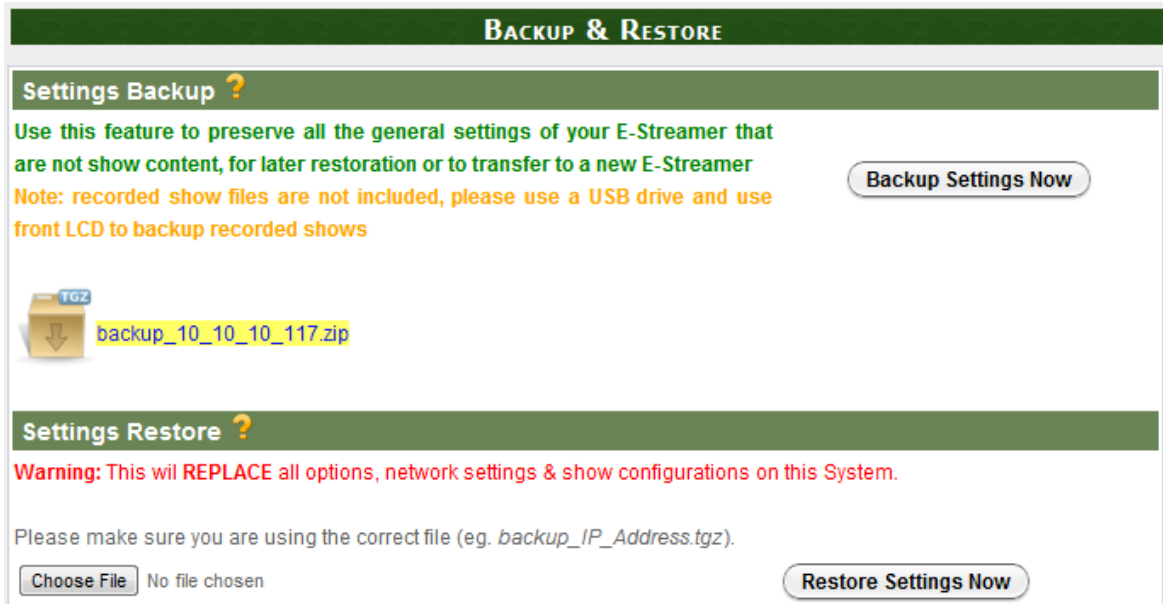 Backup & Restore
Settings Backup ?
Use this feature to preserve all the general settings of your E-Streamer that
are not show content, for later restoration or to transfer to a new E-Streamer
Note: recorded show files are not included, please use a USB drive and use
front LCD to backup recorded shows
Backup Settings Now
TGZ
backup_10_10_10_117.zip
Settings Restore ?
Warning: This wil REPLACE all options, network settings & show configurations on this System.
Please make sure you are using the correct file (eg. backup_IP_Address.tgz).
Choose File No file chosen
Restore Settings Now